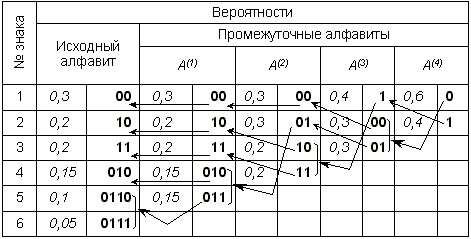 № знака
Вероятности
Исходный алфавит
Промежуточные алфавиты
A(1) A(2) A(3) A(4)
1 0,3 00 0,3 00 0,3 00 0,4 1 0,6 0
2 0,2 10 0,2 10 0,3 01 0,3 00 0,4 1
3 0,2 11 0,2 11 0,2 10 0,3 01
4 0,15 010 0,15 010 0,2 11
5 0,1 0110 0,15 011
6 0,05 0111